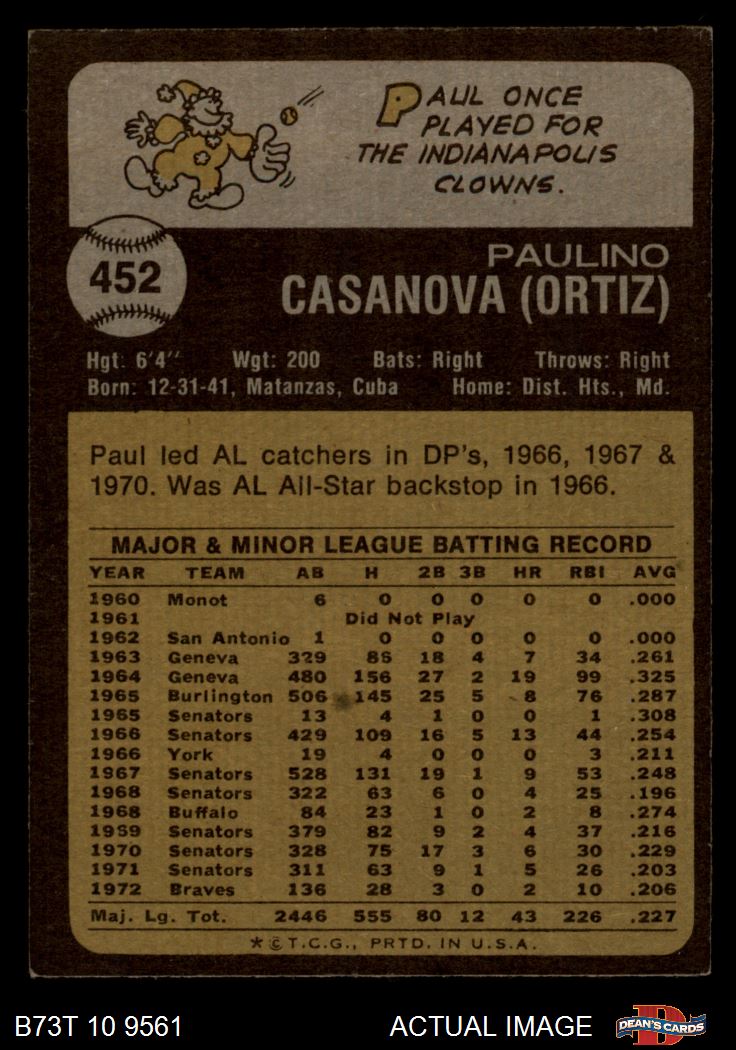 PAUL ONCE
PLAYED FOR
THE INDIANAPOLIS
CLOWNS.
452
PAULINO
CASANOVA (ORTIZ)
Hgt: 6'4" Wgt: 200 Bats: Right Throws: Right
Born: 12-31-41, Matanzas, Cuba Home: Dist. Hts., Md.
Paul led AL catchers in DP's, 1966, 1967 &
1970. Was AL All-Star backstop in 1966.
MAJOR & MINOR LEAGUE BATTING RECORD
YEAR TEAM AB H 2B 3B HR RBI AVG
1960 Monot 6 0 0 0 0 0 .000
1961 Did Not Play
1962 San Antonio 1 0 0 0 0 0 .000
1963 Geneva 329 86 18 4 7 34 .261
1964 Geneva 480 156 27 2 19 99 .325
1965 Burlington 506 145 25 5 8 76 .287
1965 Senators 13 4 1 0 0 1 .308
1966 Senators 429 109 16 5 13 44 .254
1966 York 19 4 0 0 0 3 .211
1967 Senators 528 131 19 1 9 53 .248
1968 Senators 322 63 6 0 4 25 .196
1968 Buffalo 84 23 1 0 2 8 .274
1969 Senators 379 82 9 2 4 37 .216
1970 Senators 328 75 17 3 6 30 .229
1971 Senators 311 63 9 1 5 26 .203
1972 Braves 136 28 3 0 2 10 .206
Maj. Lg. Tot. 2446 555 80 12 43 226 .227
*©T.C.G., PRTD. IN U.S.A.
B73T 10 9561 ACTUAL IMAGE DEAN'S CARDS